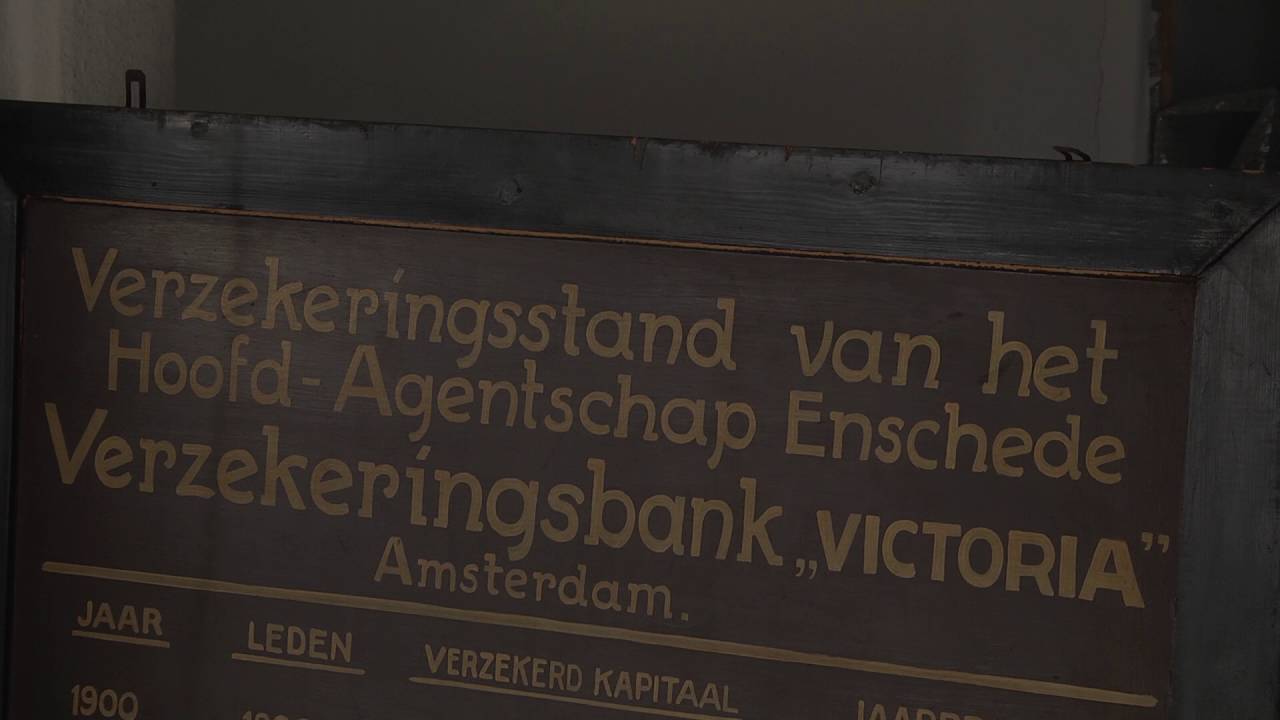 Verzekeringsstand van het
Hoofd-Agentschap Enschede
Verzekeringsbank „VICTORIA”
Amsterdam.
JAAR LEDEN VERZEKERD KAPITAAL
1900